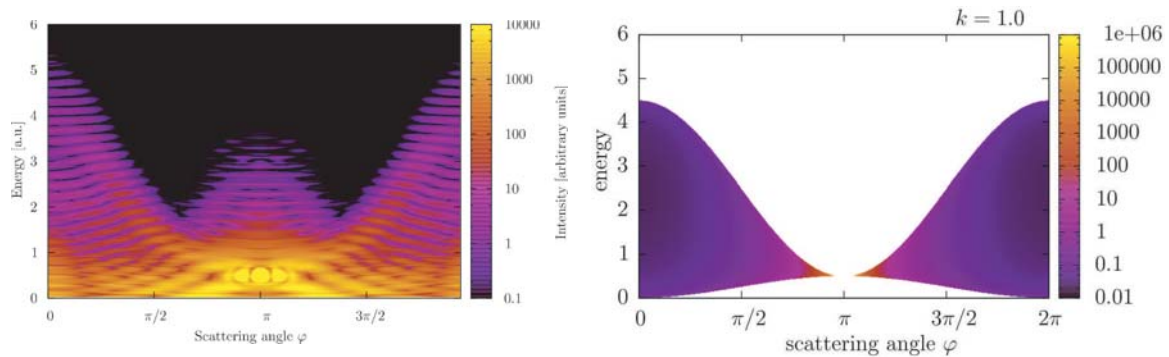 6
5
4
3
2
1
0
Energy [a.u.]
0
π/2
π
3π/2
Scattering angle φ
10000
1000
100
10
1
0.1
Intensity [arbitrary units]
k = 1.0
6
5
4
3
2
1
0
energy
0
π/2
π
3π/2
2π
scattering angle φ
1e+06
100000
10000
1000
100
10
1
0.1
0.01